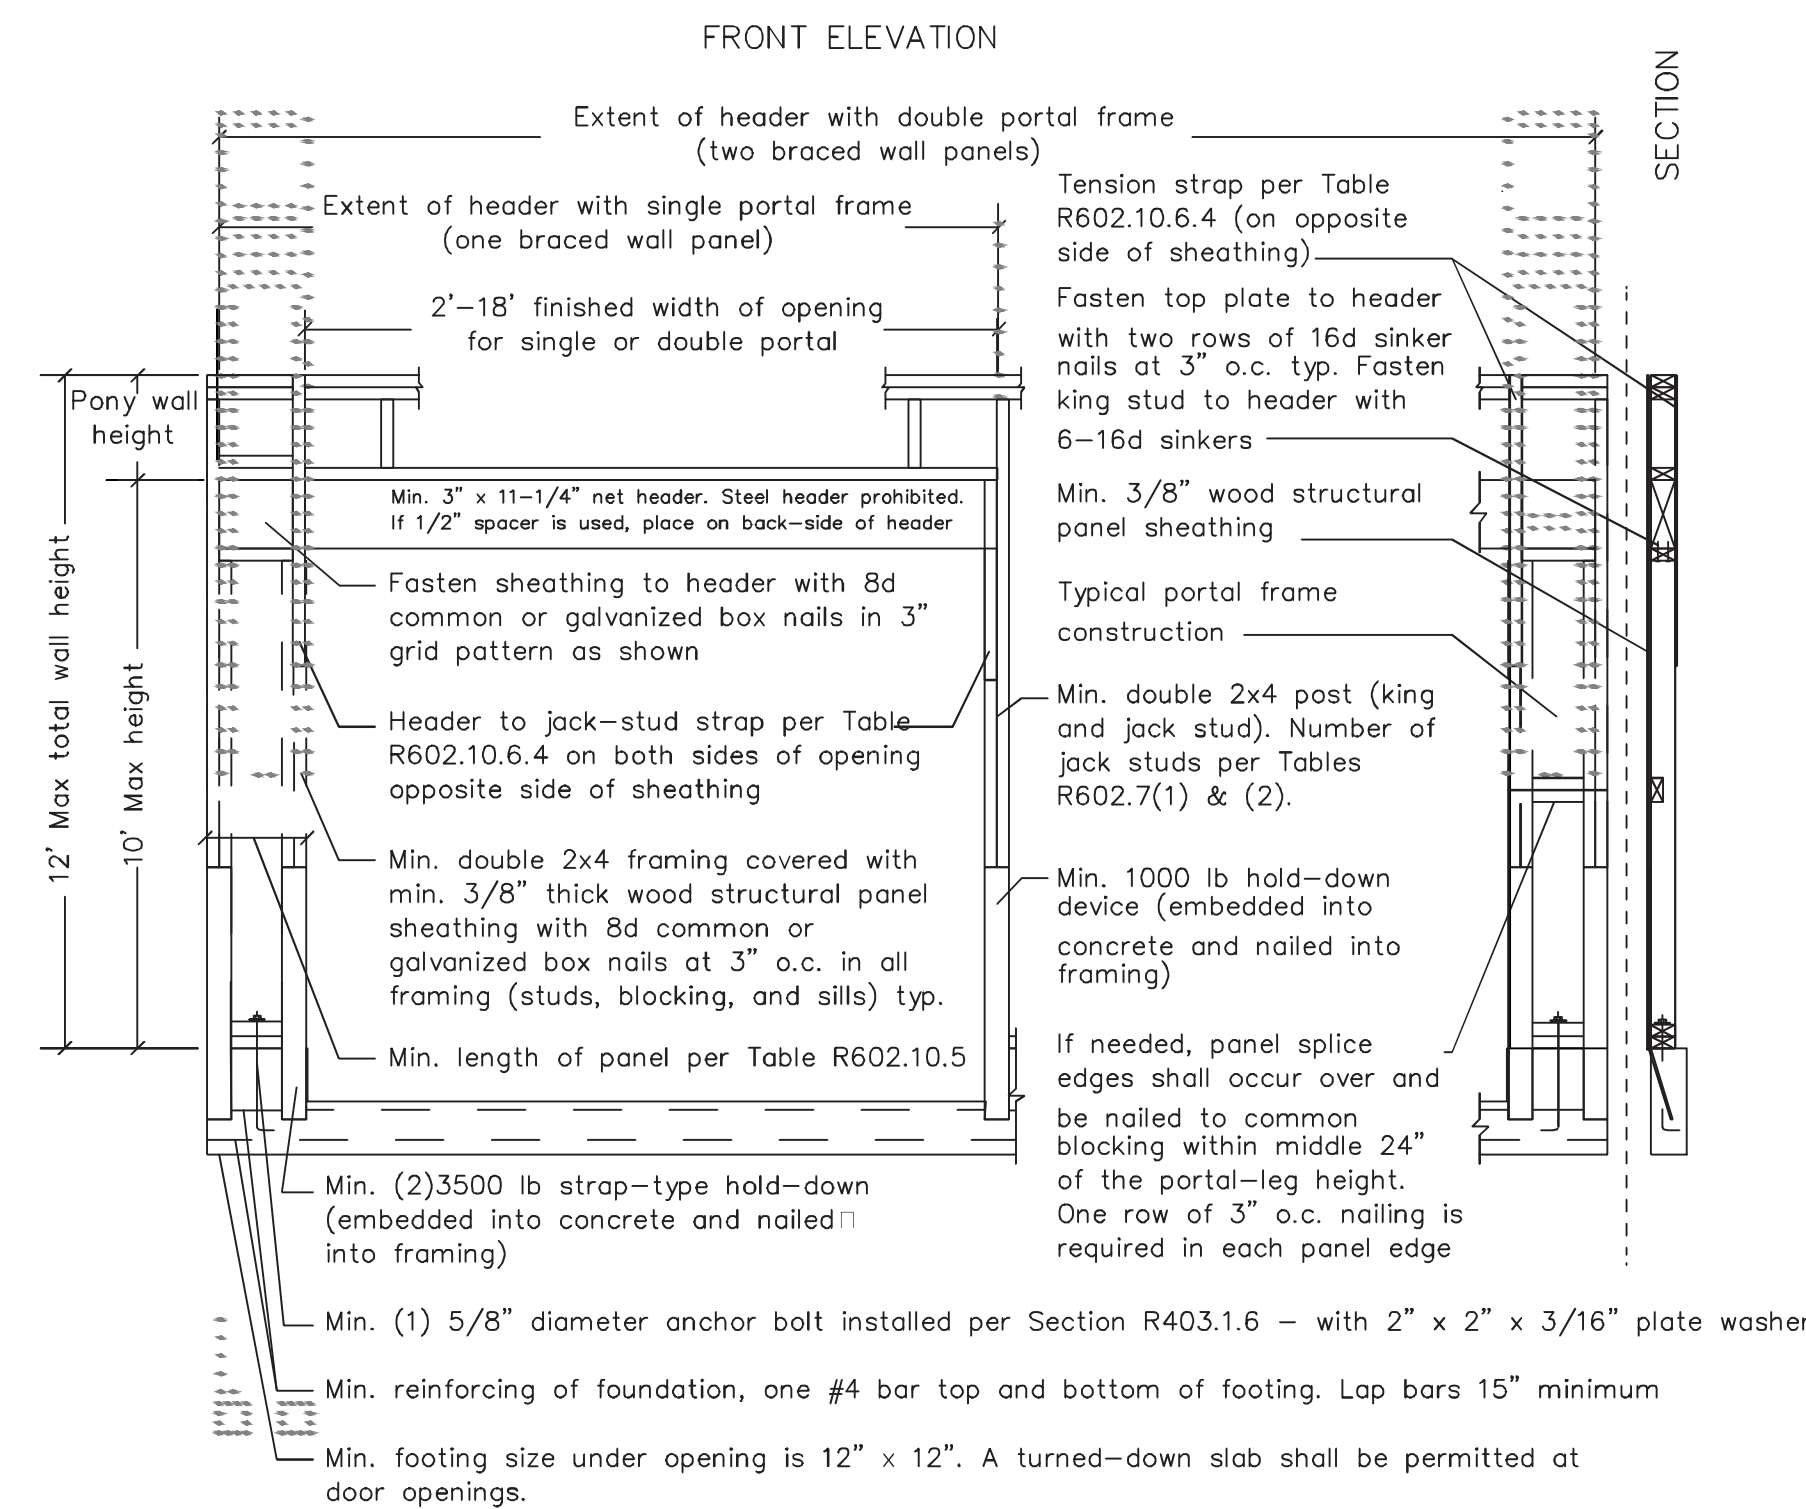 FRONT ELEVATION
SECTION
Extent of header with double portal frame
(two braced wall panels)
Extent of header with single portal frame
(one braced wall panel)
2'-18' finished width of opening
for single or double portal
Pony wall
height
12' Max total wall height
10' Max height
Min. 3" x 11-1/4" net header. Steel header prohibited.
If 1/2" spacer is used, place on back-side of header
Fasten sheathing to header with 8d
common or galvanized box nails in 3"
grid pattern as shown
Header to jack-stud strap per Table
R602.10.6.4 on both sides of opening
opposite side of sheathing
Min. double 2x4 framing covered with
min. 3/8" thick wood structural panel
sheathing with 8d common or
galvanized box nails at 3" o.c. in all
framing (studs, blocking, and sills) typ.
Min. length of panel per Table R602.10.5
Min. (2)3500 lb strap-type hold-down
(embedded into concrete and nailed
into framing)
Tension strap per Table
R602.10.6.4 (on opposite
side of sheathing)
Fasten top plate to header
with two rows of 16d sinker
nails at 3" o.c. typ. Fasten
king stud to header with
6-16d sinkers
Min. 3/8" wood structural
panel sheathing
Typical portal frame
construction
Min. double 2x4 post (king
and jack stud). Number of
jack studs per Tables
R602.7(1) & (2).
Min. 1000 lb hold-down
device (embedded into
concrete and nailed into
framing)
If needed, panel splice
edges shall occur over and
be nailed to common
blocking within middle 24"
of the portal-leg height.
One row of 3" o.c. nailing is
required in each panel edge
Min. (1) 5/8" diameter anchor bolt installed per Section R403.1.6 - with 2" x 2" x 3/16" plate washer
Min. reinforcing of foundation, one #4 bar top and bottom of footing. Lap bars 15" minimum
Min. footing size under opening is 12" x 12". A turned-down slab shall be permitted at
door openings.